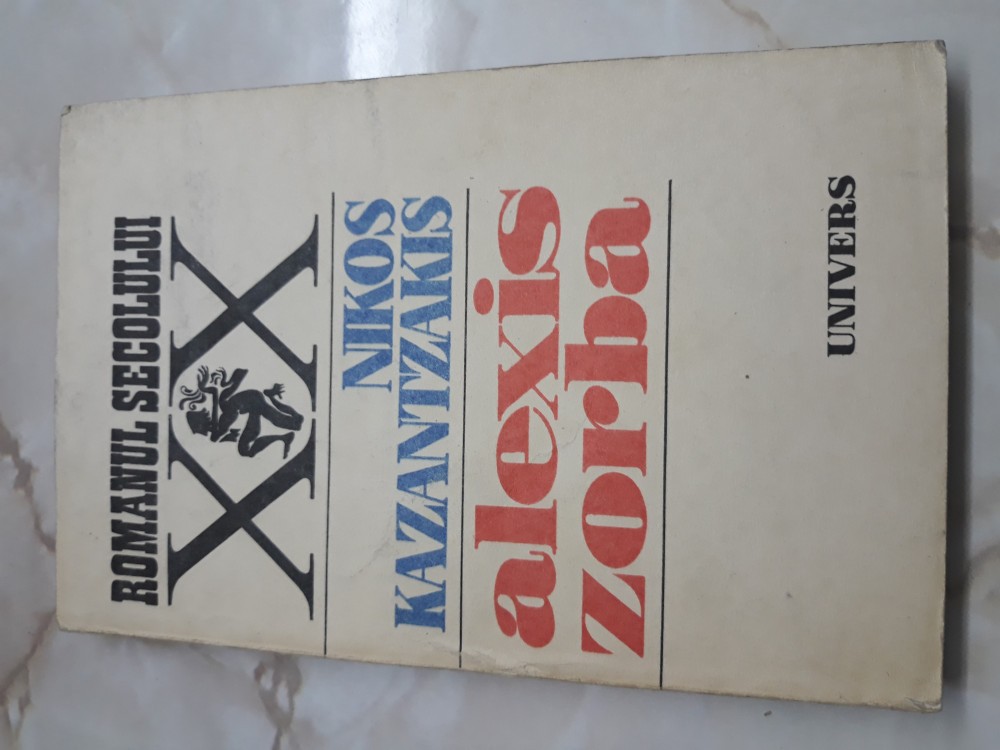 ROMANUL SECOLULUI
XX
NIKOS
KAZANTZAKIS
alexis
zorba
UNIVERS